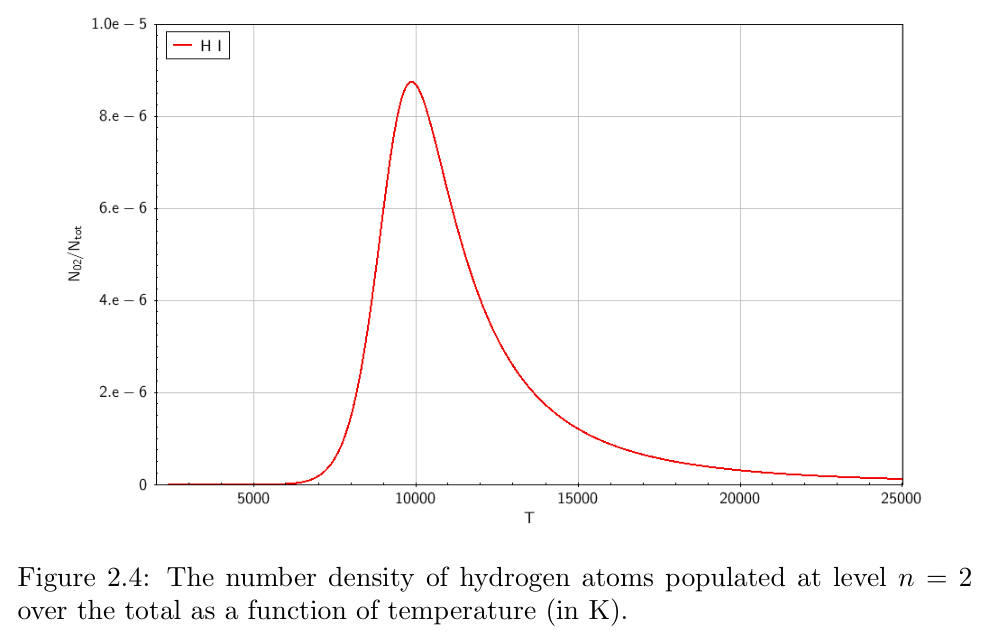 1.0e − 5
H I
8.e − 6
6.e − 6
N₀₂/Nₜₒₜ
4.e − 6
2.e − 6
0
5000 10000 15000 20000 25000
T
Figure 2.4: The number density of hydrogen atoms populated at level n = 2
over the total as a function of temperature (in K).